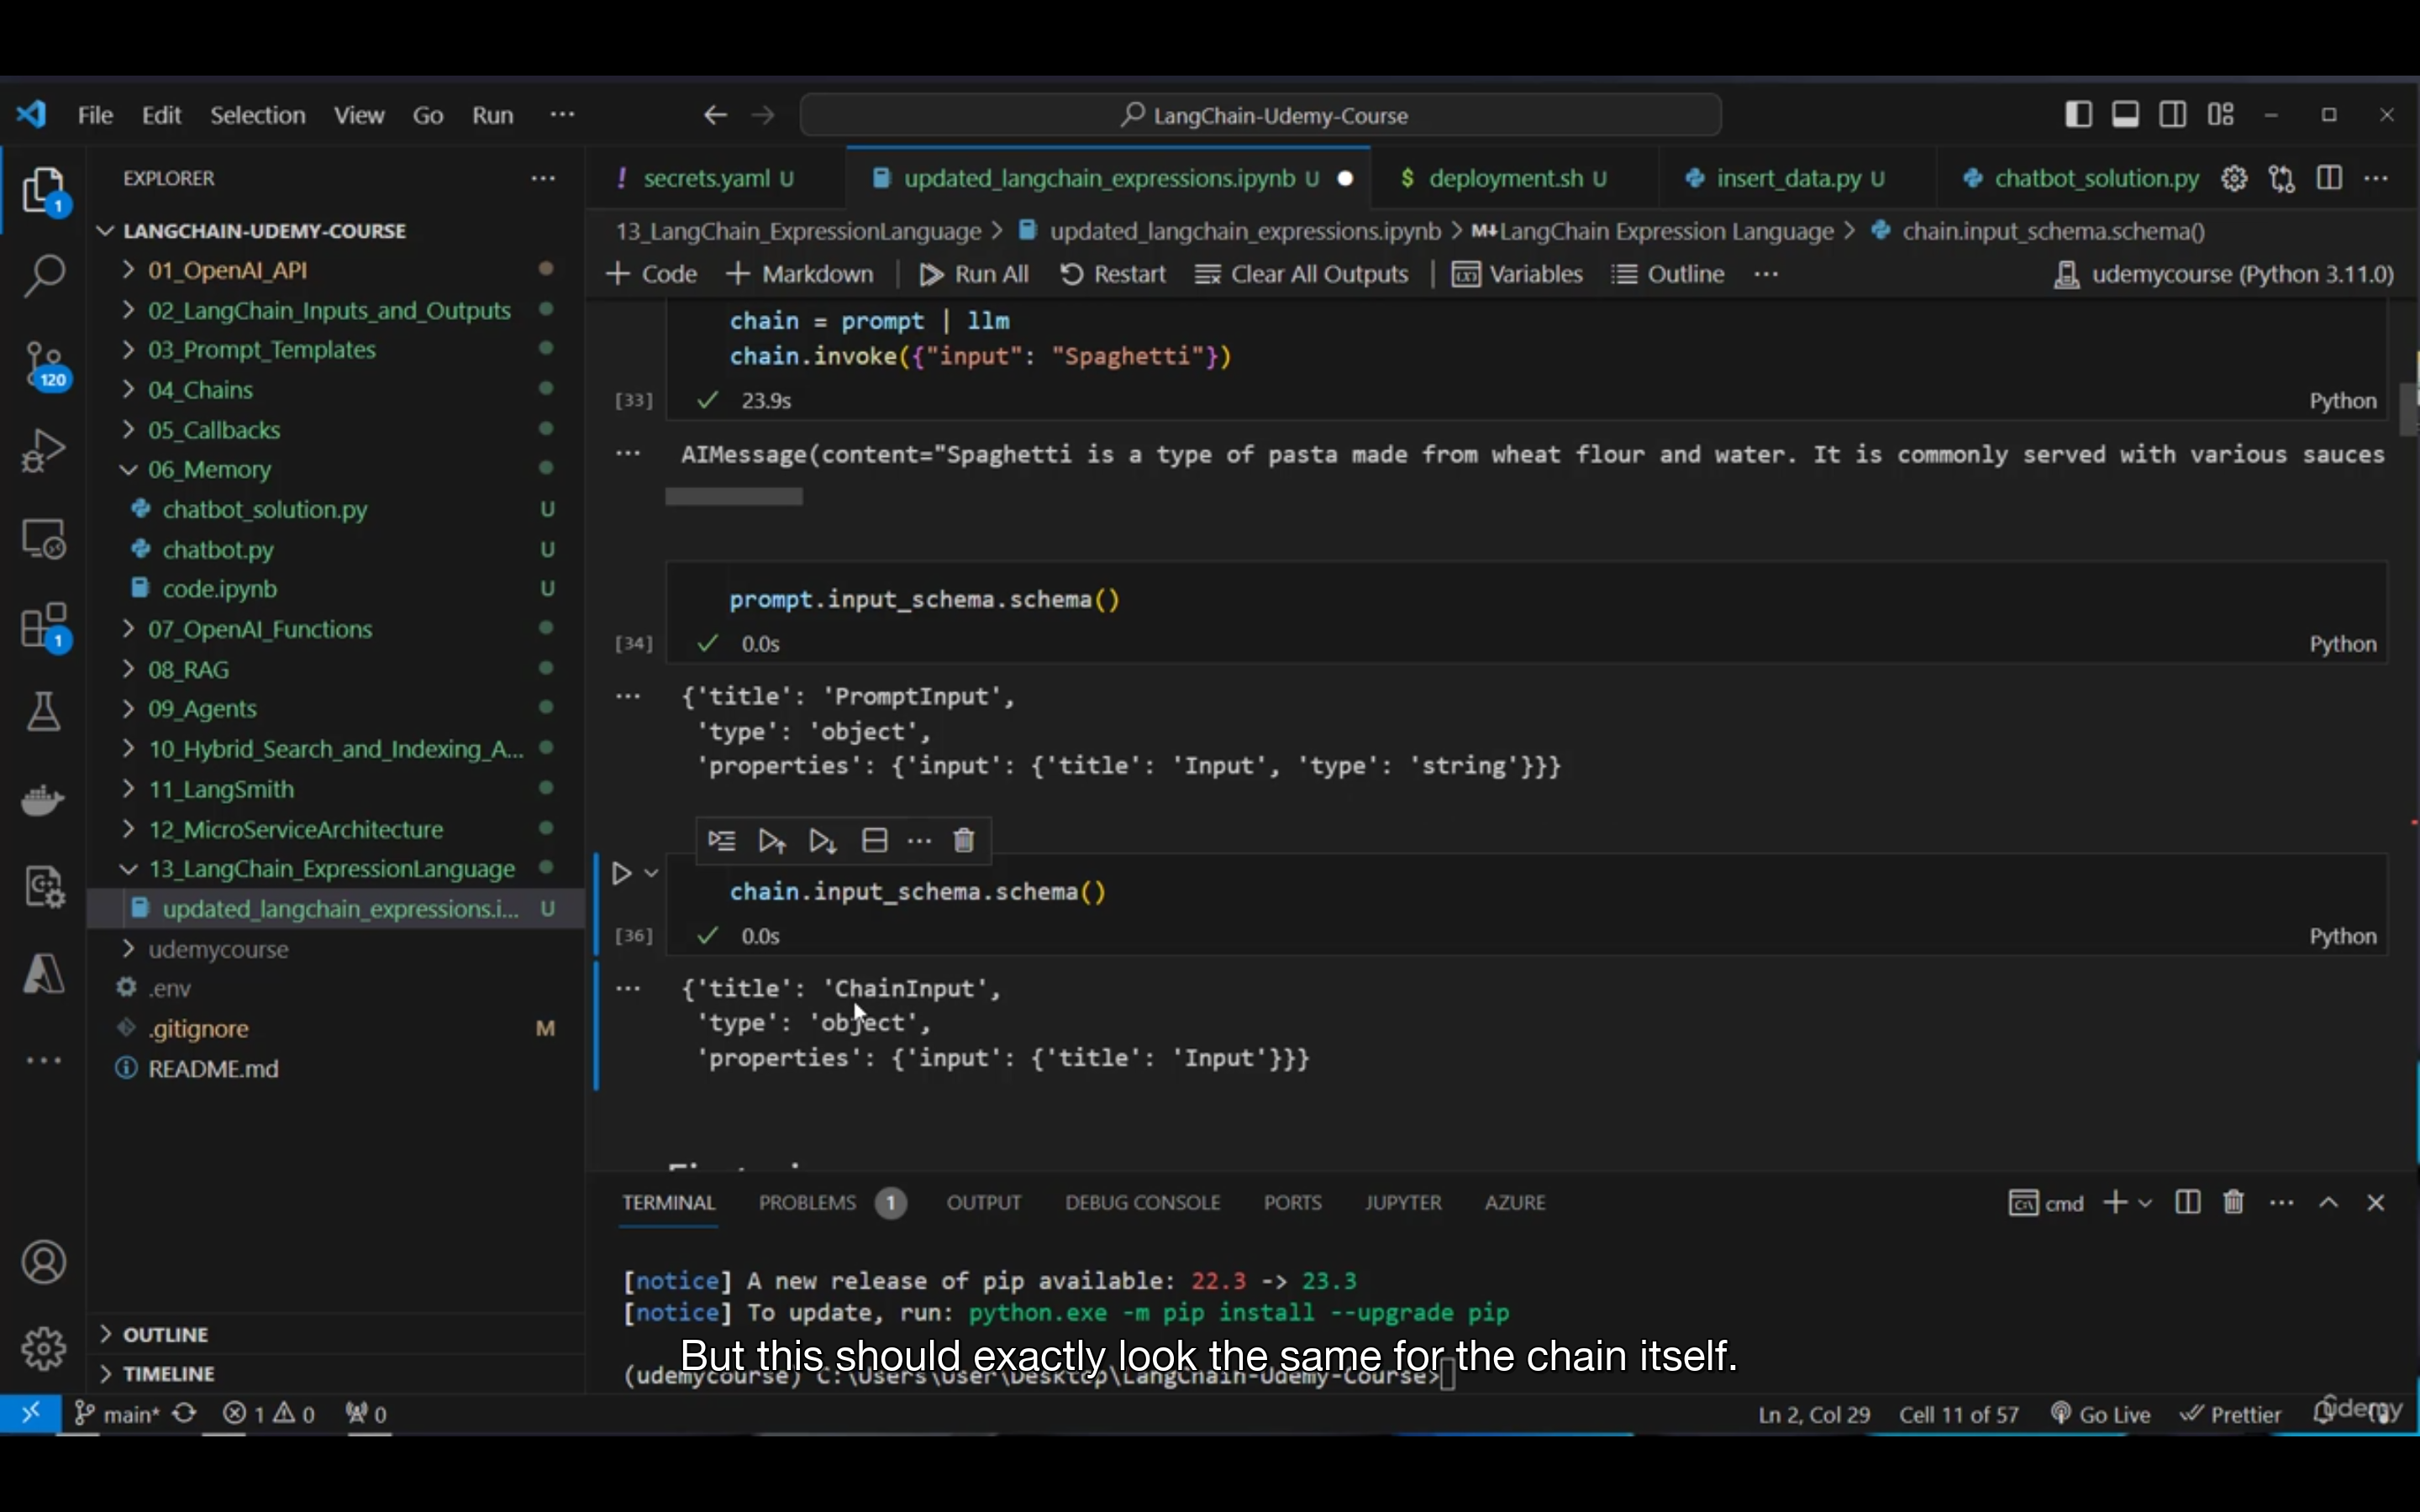 File Edit Selection View Go Run ···
LangChain-Udemy-Course
EXPLORER
LANGCHAIN-UDEMY-COURSE
01_OpenAI_API
02_LangChain_Inputs_and_Outputs
03_Prompt_Templates
04_Chains
05_Callbacks
06_Memory
chatbot_solution.py U
chatbot.py U
code.ipynb U
07_OpenAI_Functions
08_RAG
09_Agents
10_Hybrid_Search_and_Indexing_A...
11_LangSmith
12_MicroServiceArchitecture
13_LangChain_ExpressionLanguage
updated_langchain_expressions.i... U
udemycourse
.env
.gitignore M
README.md
OUTLINE
TIMELINE
1
120
1
! secrets.yaml U
updated_langchain_expressions.ipynb U
$ deployment.sh U
insert_data.py U
chatbot_solution.py
13_LangChain_ExpressionLanguage > updated_langchain_expressions.ipynb > M↓LangChain Expression Language > chain.input_schema.schema()
+ Code + Markdown Run All Restart Clear All Outputs Variables Outline ··· udemycourse (Python 3.11.0)
chain = prompt | llm
chain.invoke({"input": "Spaghetti"})
[33] ✓ 23.9s Python
AIMessage(content="Spaghetti is a type of pasta made from wheat flour and water. It is commonly served with various sauces
prompt.input_schema.schema()
[34] ✓ 0.0s Python
{'title': 'PromptInput',
'type': 'object',
'properties': {'input': {'title': 'Input', 'type': 'string'}}}
chain.input_schema.schema()
[36] ✓ 0.0s Python
{'title': 'ChainInput',
'type': 'object',
'properties': {'input': {'title': 'Input'}}}
TERMINAL PROBLEMS 1 OUTPUT DEBUG CONSOLE PORTS JUPYTER AZURE
cmd
[notice] A new release of pip available: 22.3 -> 23.3
[notice] To update, run: python.exe -m pip install --upgrade pip
But this should exactly look the same for the chain itself.
(udemycourse) C:\Users\User\Desktop\LangChain-Udemy-Course>
main* 1 0 0
Ln 2, Col 29 Cell 11 of 57 Go Live Prettier
udemy